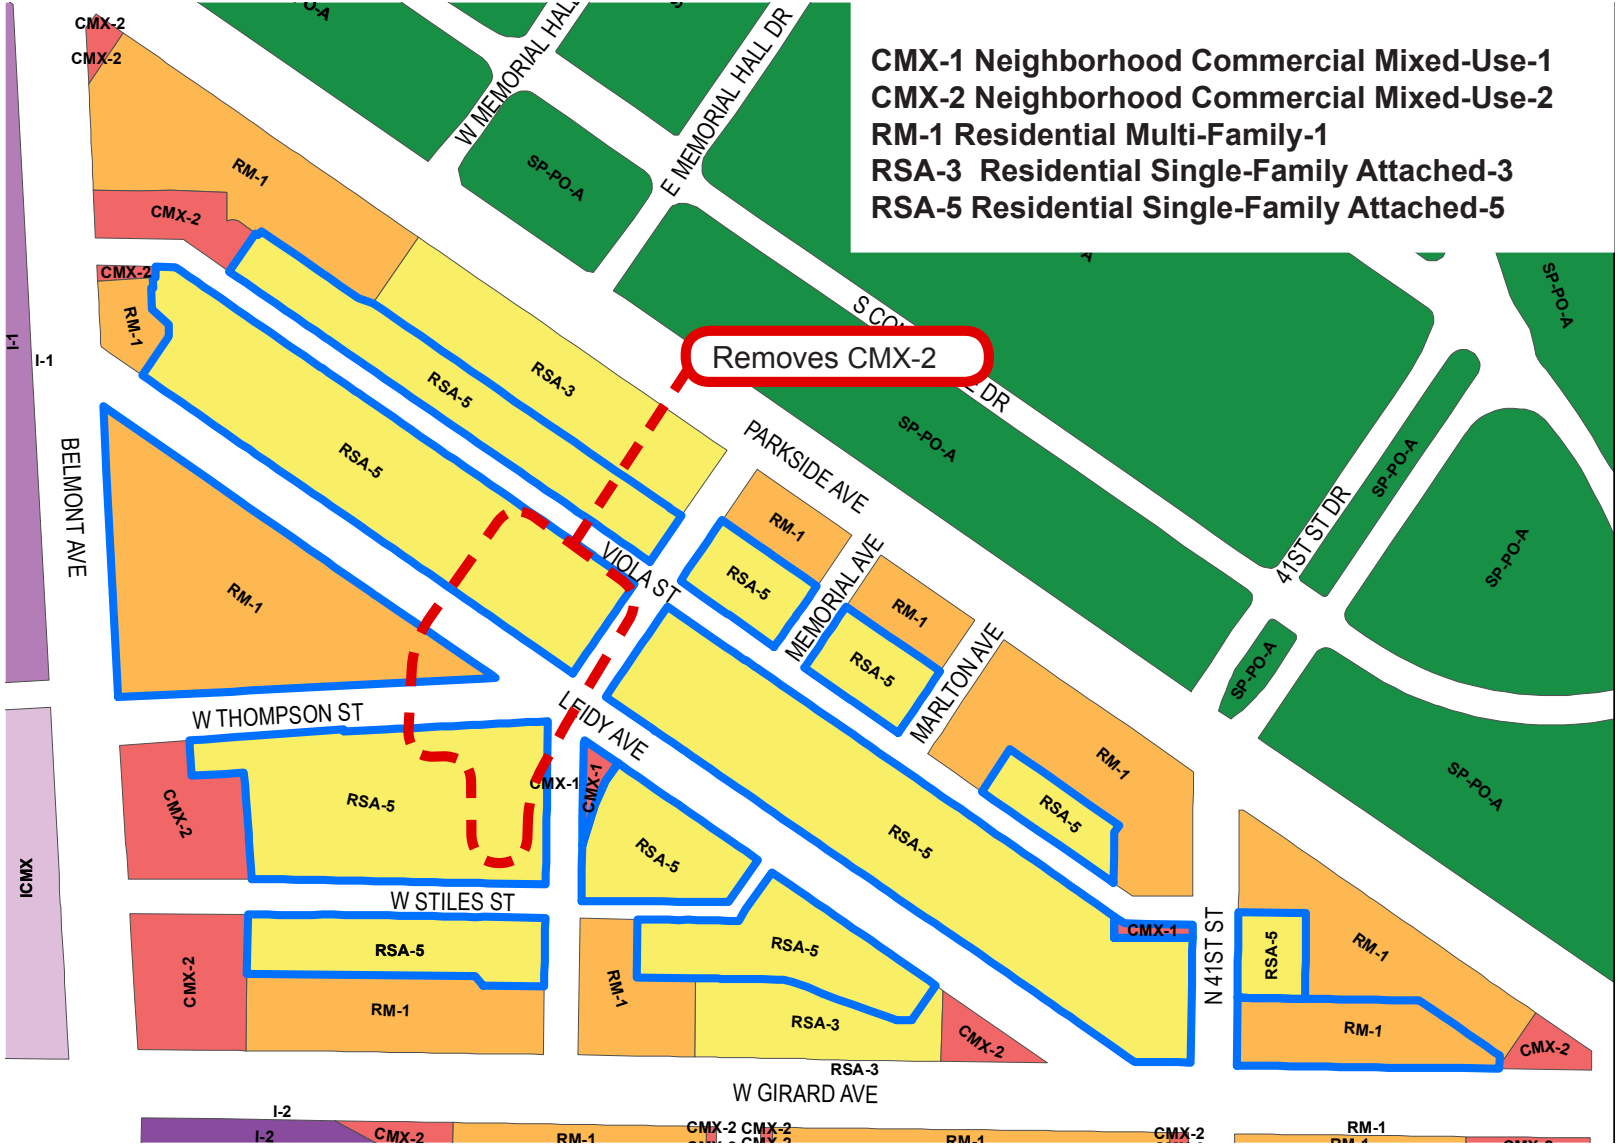 CMX-2
CMX-2
W MEMORIAL HALL
E MEMORIAL HALL DR
CMX-1 Neighborhood Commercial Mixed-Use-1
CMX-2 Neighborhood Commercial Mixed-Use-2
RM-1 Residential Multi-Family-1
RSA-3 Residential Single-Family Attached-3
RSA-5 Residential Single-Family Attached-5
RM-1
SP-PO-A
CMX-2
CMX-2
RM-1
SP-PO-A
I-1
I-1
Removes CMX-2
RSA-3
RSA-5
DR
SP-PO-A
PARKSIDE AVE
RSA-5
BELMONT AVE
SP-PO-A
41ST ST DR
RM-1
RSA-5
SP-PO-A
VIOLA ST
MEMORIAL AVE
RM-1
RM-1
RSA-5
MARLTON AVE
SP-PO-A
W THOMPSON ST
LEIDY AVE
RM-1
SP-PO-A
CMX-2
RSA-5
CMX-1
CMX-1
RSA-5
RSA-5
RSA-5
ICMX
W STILES ST
CMX-1
N 41ST ST
RSA-5
RM-1
CMX-2
RSA-5
RM-1
RSA-5
RM-1
RSA-3
CMX-2
RM-1
CMX-2
RSA-3
W GIRARD AVE
I-2
I-2
CMX-2
RM-1
CMX-2
CMX-2
RM-1
CMX-2
RM-1